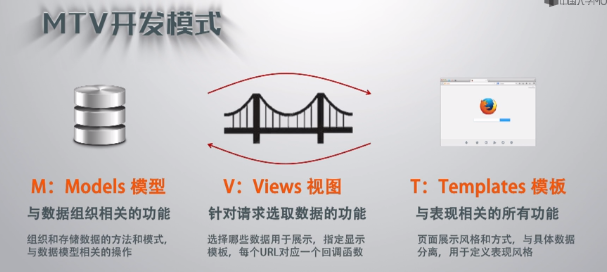 MTV开发模式
M：Models 模型
V：Views 视图
T：Templates 模板
与数据组织相关的功能
针对请求选取数据的功能
与表现相关的所有功能
组织和存储数据的方法和模式，
与数据模型相关的操作
选择哪些数据用于展示，指定显示
模板，每个URL对应一个回调函数
页面展示风格和方式，与具体数据
分离，用于定义表现风格